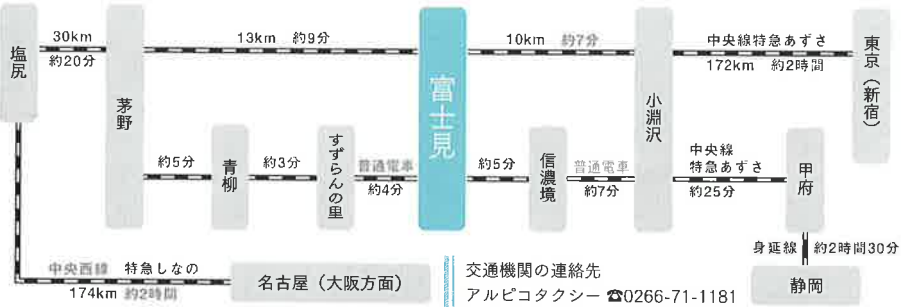 塩尻
30km
約20分
茅野
13km 約9分
富士見
10km 約7分
小淵沢
中央線特急あずさ
172km 約2時間
東京（新宿）
約5分
青柳
約3分
すずらんの里
普通電車
約4分
約5分
信濃境
普通電車
約7分
中央線
特急あずさ
約25分
甲府
身延線 約2時間30分
静岡
中央西線 特急しなの
174km 約2時間
名古屋（大阪方面）
交通機関の連絡先
アルピコタクシー ☎0266-71-1181